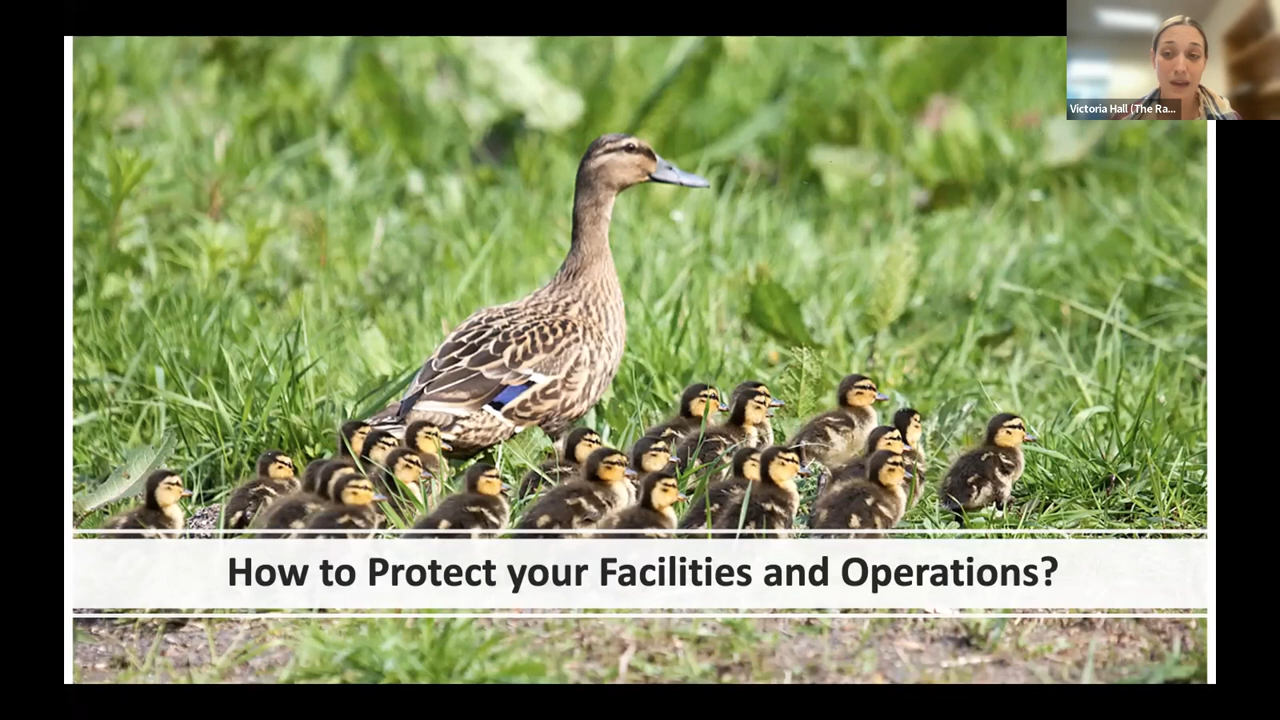 Victoria Hall (The Ra...
How to Protect your Facilities and Operations?